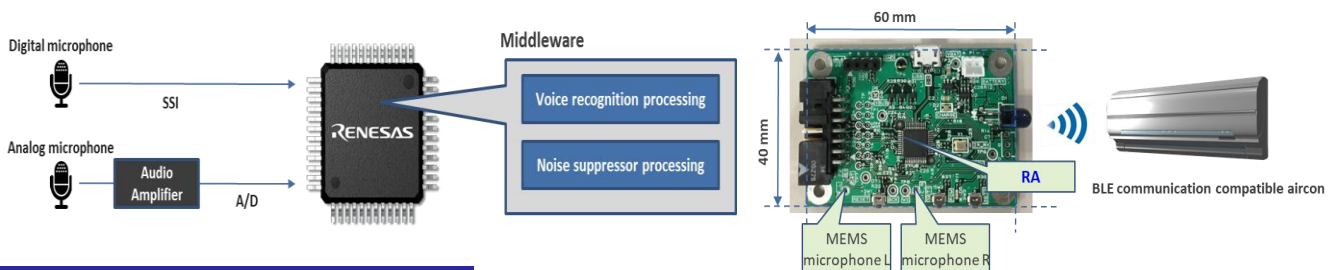 Digital microphone
SSI
Analog microphone
Audio
Amplifier
A/D
RENESAS
Middleware
Voice recognition processing
Noise suppressor processing
60 mm
40 mm
RA
MEMS
microphone L
MEMS
microphone R
BLE communication compatible aircon